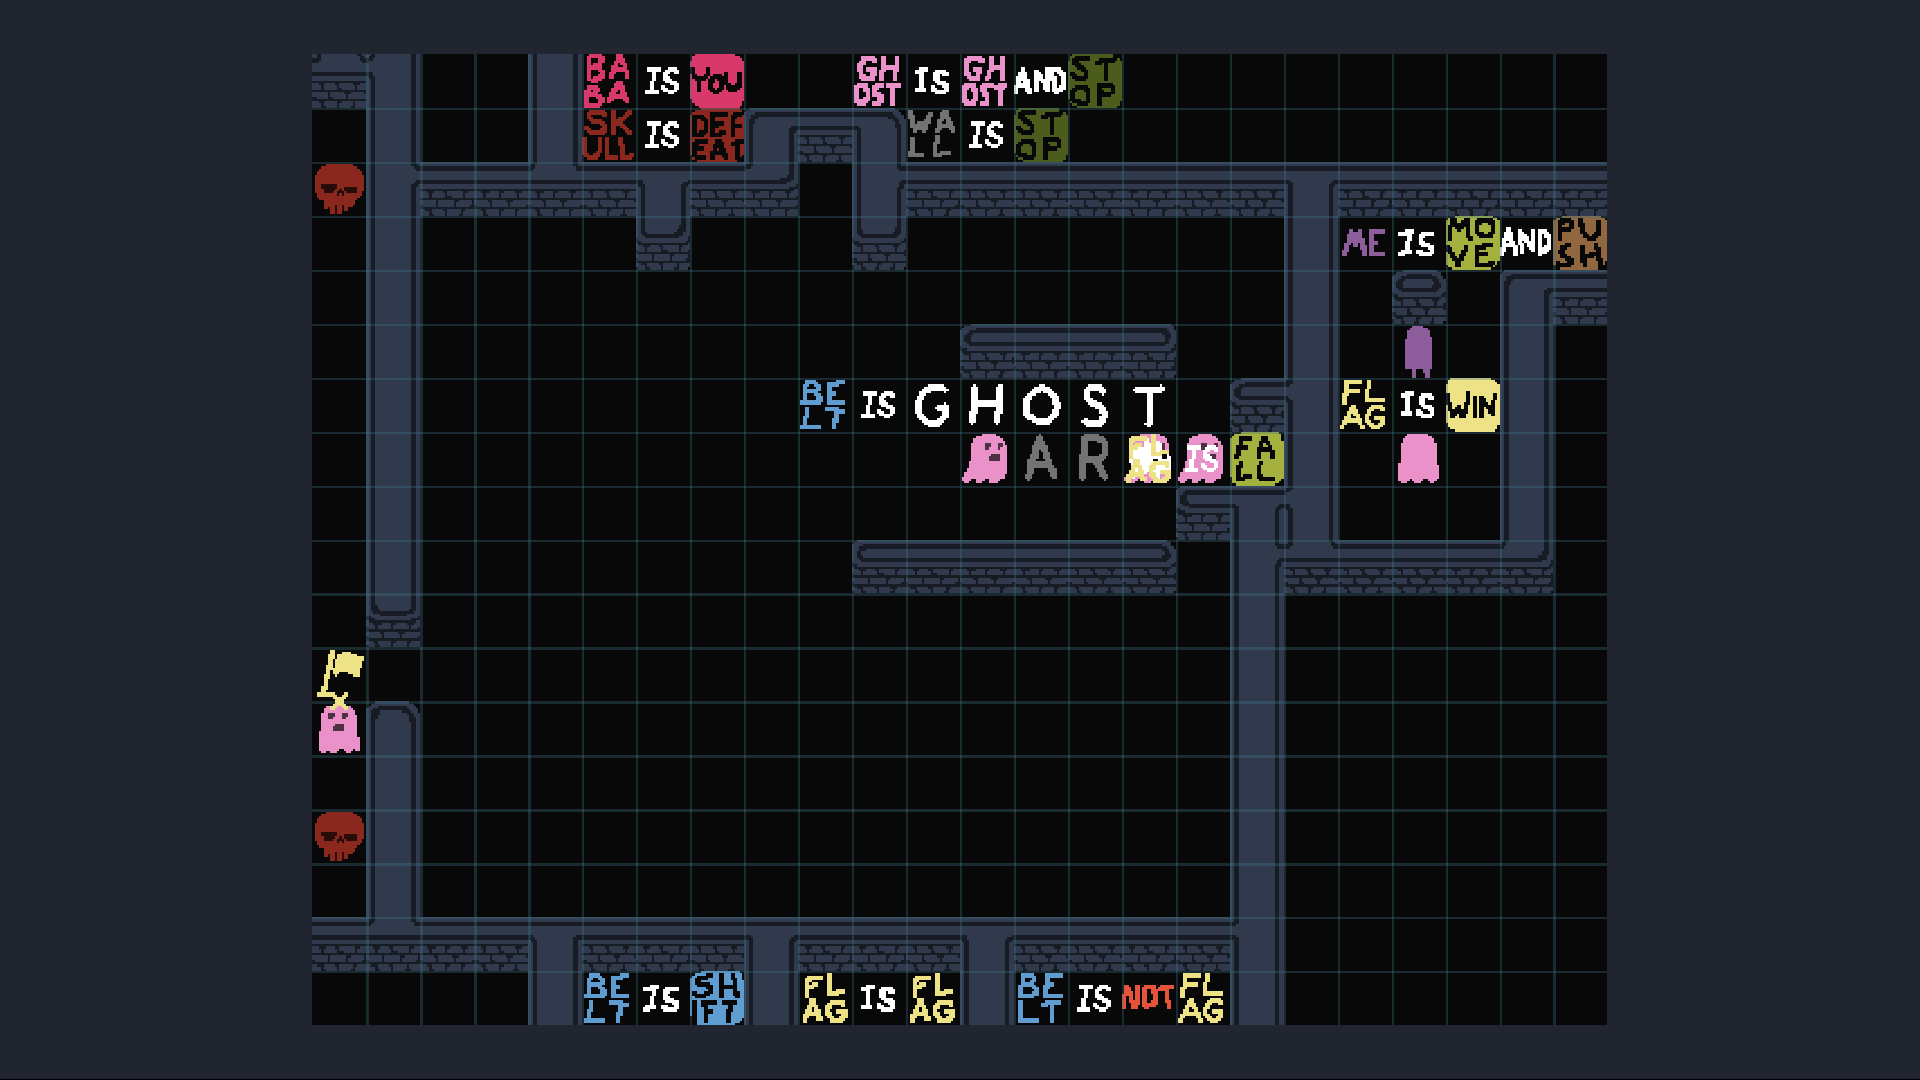 BABA IS YOU GHOST IS GHOST AND STOP
SKULL IS DEFEAT WALL IS STOP
ME IS MOVE AND PUSH
BELT IS GHOST FLAG IS WIN
A R FLAG IS FALL
BELT IS SHIFT FLAG IS FLAG BELT IS NOT FLAG